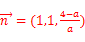 n⃗ = (1,1,(4−a)/a)